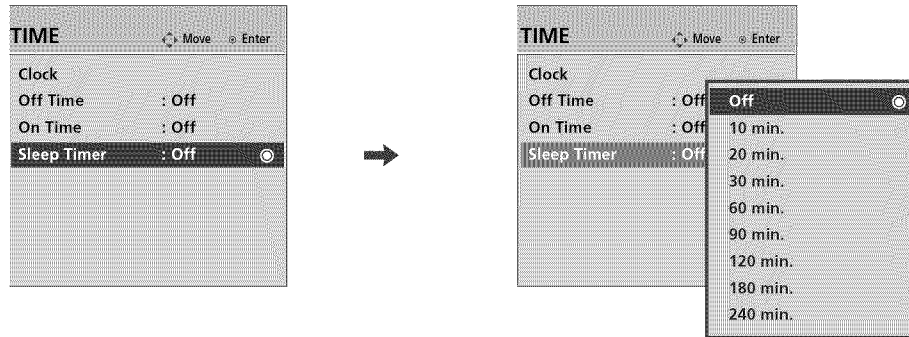 TIME Move Enter
Clock
Off Time : Off
On Time : Off
Sleep Timer : Off
TIME Move Enter
Clock
Off Time : Off
On Time : Off
Sleep Timer : Off
Off
10 min.
20 min.
30 min.
60 min.
90 min.
120 min.
180 min.
240 min.